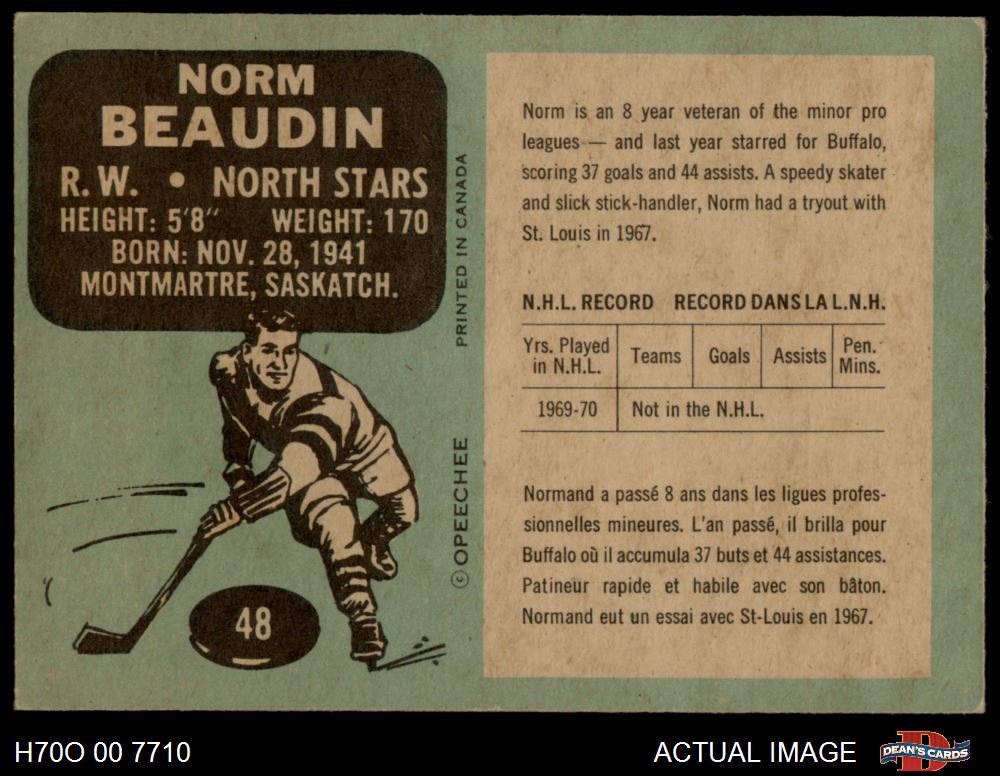 NORM
BEAUDIN
R.W. • NORTH STARS
HEIGHT: 5'8" WEIGHT: 170
BORN: NOV. 28, 1941
MONTMARTRE, SASKATCH.
48
PRINTED IN CANADA
© OPEECHEE
Norm is an 8 year veteran of the minor pro
leagues — and last year starred for Buffalo,
scoring 37 goals and 44 assists. A speedy skater
and slick stick-handler, Norm had a tryout with
St. Louis in 1967.
N.H.L. RECORD RECORD DANS LA L.N.H.
Yrs. Played
in N.H.L. Teams Goals Assists Pen.
Mins.
1969-70 Not in the N.H.L.
Normand a passé 8 ans dans les ligues profes-
sionnelles mineures. L'an passé, il brilla pour
Buffalo où il accumula 37 buts et 44 assistances.
Patineur rapide et habile avec son bâton.
Normand eut un essai avec St-Louis en 1967.
H70O 00 7710
ACTUAL IMAGE
DEAN'S CARDS